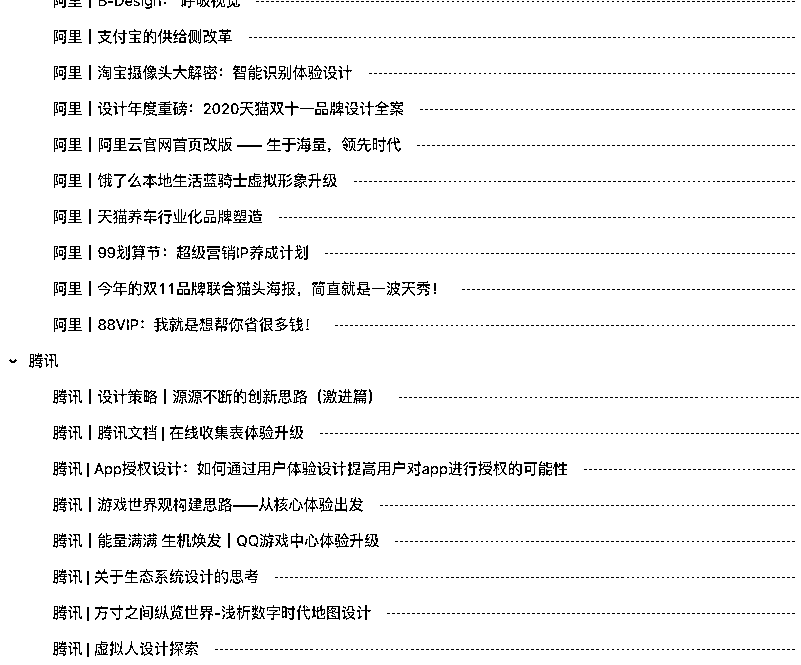 阿里 | B-Design： 呼吸视觉
阿里 | 支付宝的供给侧改革
阿里 | 淘宝摄像头大解密：智能识别体验设计
阿里 | 设计年度重磅：2020天猫双十一品牌设计全案
阿里 | 阿里云官网首页改版 —— 生于海量，领先时代
阿里 | 饿了么本地生活蓝骑士虚拟形象升级
阿里 | 天猫养车行业化品牌塑造
阿里 | 99划算节：超级营销IP养成计划
阿里 | 今年的双11品牌联合猫头海报，简直就是一波天秀！
阿里 | 88VIP：我就是想帮你省很多钱！
腾讯
腾讯 | 设计策略 | 源源不断的创新思路（激进篇）
腾讯 | 腾讯文档 | 在线收集表体验升级
腾讯 | App授权设计：如何通过用户体验设计提高用户对app进行授权的可能性
腾讯 | 游戏世界观构建思路——从核心体验出发
腾讯 | 能量满满 生机焕发 | QQ游戏中心体验升级
腾讯 | 关于生态系统设计的思考
腾讯 | 方寸之间纵览世界-浅析数字时代地图设计
腾讯 | 虚拟人设计探索